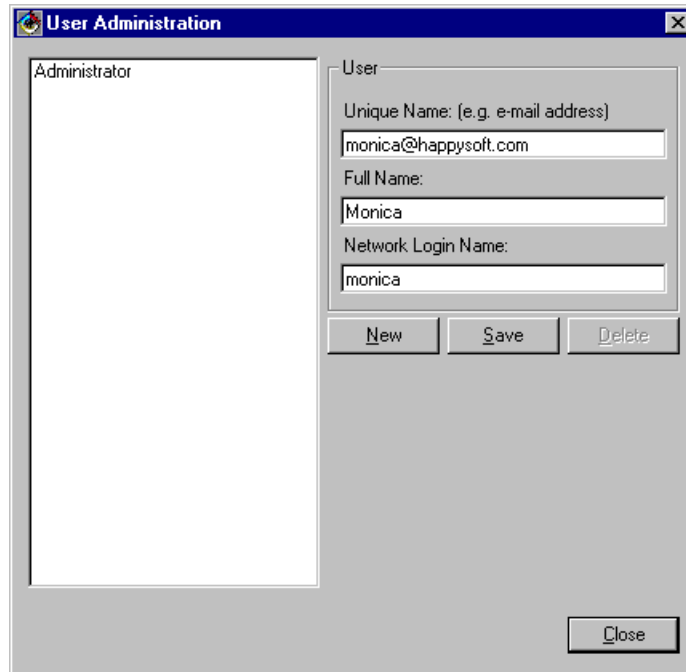 User Administration
Administrator
User
Unique Name: (e.g. e-mail address)
monica@happysoft.com
Full Name:
Monica
Network Login Name:
monica
New
Save
Delete
Close